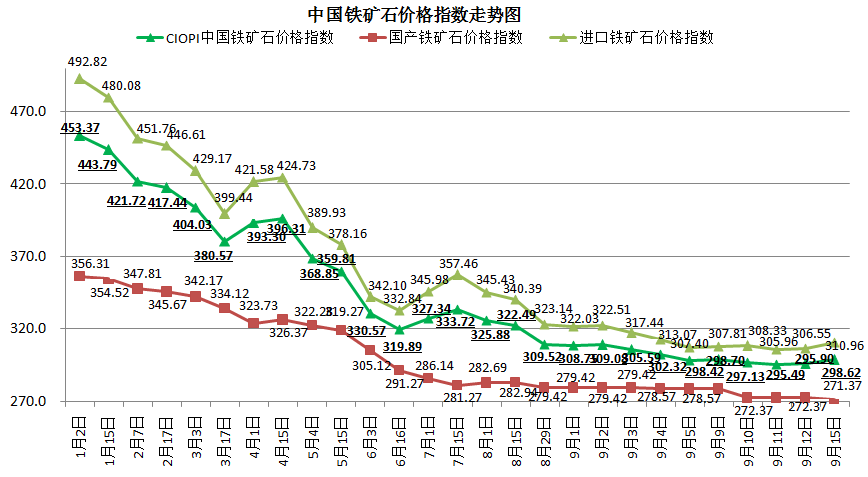 中国铁矿石价格指数走势图
CIOPI中国铁矿石价格指数 国产铁矿石价格指数 进口铁矿石价格指数
470.0
420.0
370.0
320.0
270.0
492.82 480.08 451.76 446.61 429.17 399.44 421.58 424.73 389.93 378.16 342.10 332.84 345.98 357.46 345.43 340.39 323.14 322.03 322.51 317.44 313.07 307.40 307.81 308.33 305.96 306.55 310.96
453.37 443.79 421.72 417.44 404.03 380.57 393.30 396.31 368.85 359.81 330.57 319.89 327.34 333.72 325.88 322.49 309.52 308.75 309.08 305.59 302.32 298.42 298.70 297.13 295.49 295.90 298.62
356.31 354.52 347.81 345.67 342.17 334.12 323.73 326.37 322.28 319.27 305.12 291.27 286.14 281.27 282.69 282.94 279.42 279.42 279.42 279.42 278.57 278.57 272.37 272.37 271.37
1月2日 1月15日 2月7日 2月17日 3月3日 3月17日 4月1日 4月15日 5月4日 5月15日 6月3日 6月16日 7月1日 7月15日 8月1日 8月15日 8月29日 9月1日 9月2日 9月3日 9月4日 9月5日 9月9日 9月10日 9月11日 9月12日 9月15日